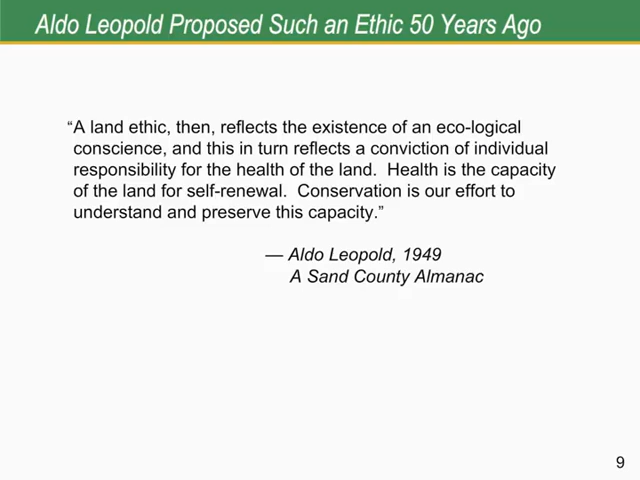 Aldo Leopold Proposed Such an Ethic 50 Years Ago
“A land ethic, then, reflects the existence of an eco-logical
conscience, and this in turn reflects a conviction of individual
responsibility for the health of the land.  Health is the capacity
of the land for self-renewal.  Conservation is our effort to
understand and preserve this capacity.”
— Aldo Leopold, 1949
A Sand County Almanac
9